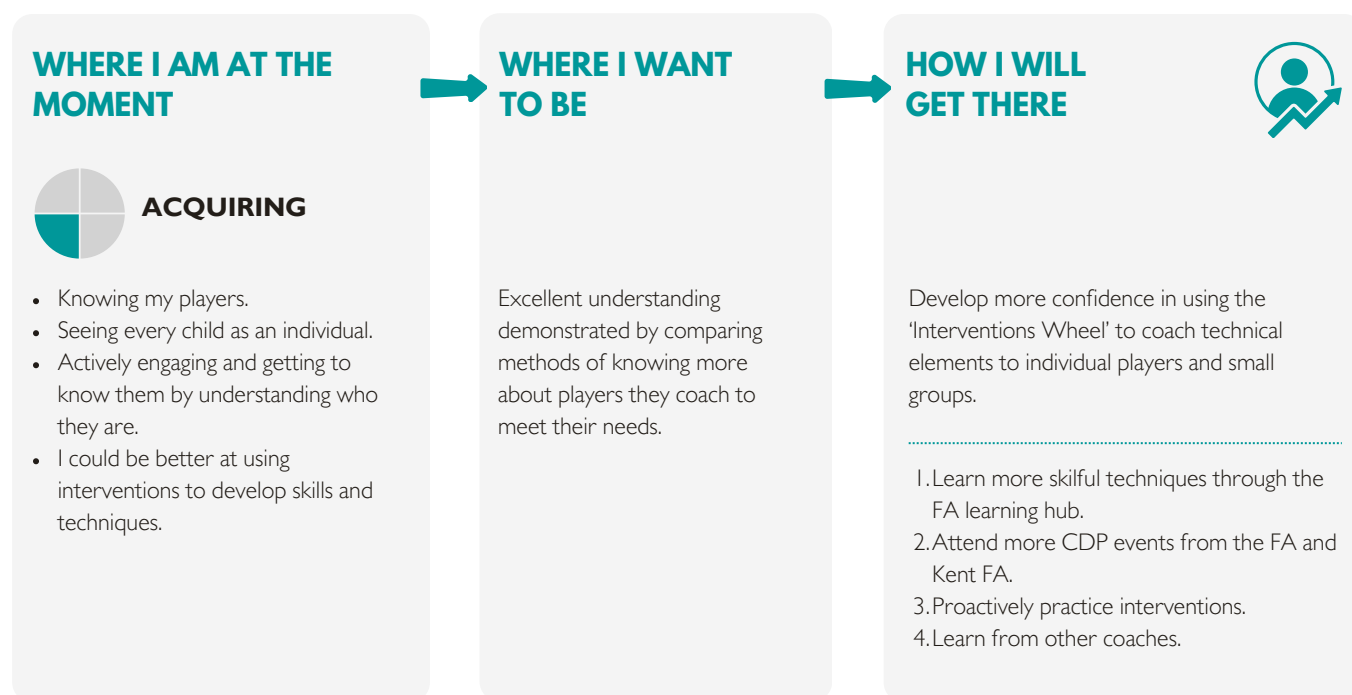 WHERE I AM AT THE
MOMENT
ACQUIRING
• Knowing my players.
• Seeing every child as an individual.
• Actively engaging and getting to
know them by understanding who
they are.
• I could be better at using
interventions to develop skills and
techniques.
WHERE I WANT
TO BE
Excellent understanding
demonstrated by comparing
methods of knowing more
about players they coach to
meet their needs.
HOW I WILL
GET THERE
Develop more confidence in using the
‘Interventions Wheel’ to coach technical
elements to individual players and small
groups.
1. Learn more skilful techniques through the
FA learning hub.
2. Attend more CDP events from the FA and
Kent FA.
3. Proactively practice interventions.
4. Learn from other coaches.